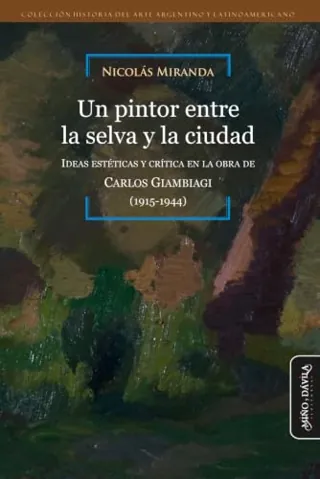 COLECCIÓN HISTORIA DEL ARTE ARGENTINO Y LATINOAMERICANO
NICOLÁS MIRANDA
Un pintor entre
la selva y la ciudad
IDEAS ESTÉTICAS Y CRÍTICA EN LA OBRA DE
CARLOS GIAMBIAGI
(1915-1944)
MIÑO y DÁVILA
EDITORES